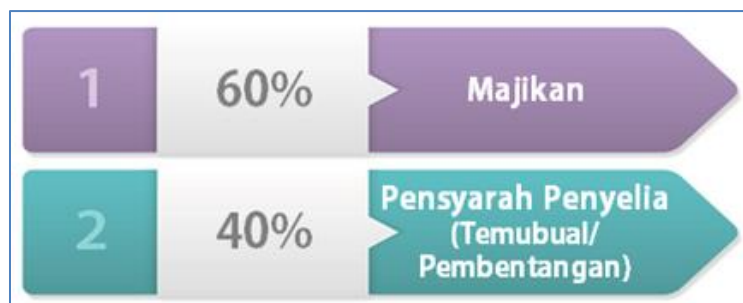 1
60%
Majikan
2
40%
Pensyarah Penyelia
(Temubual/
Pembentangan)